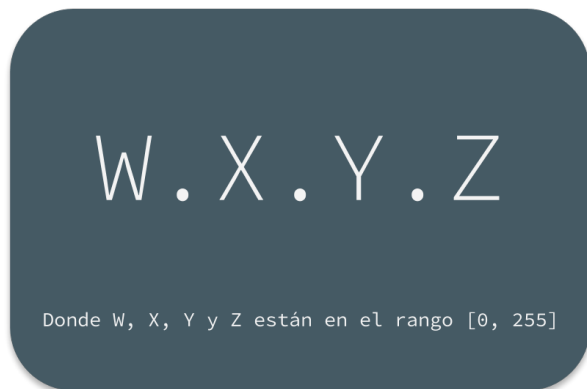 W.X.Y.Z
Donde W, X, Y y Z están en el rango [0, 255]